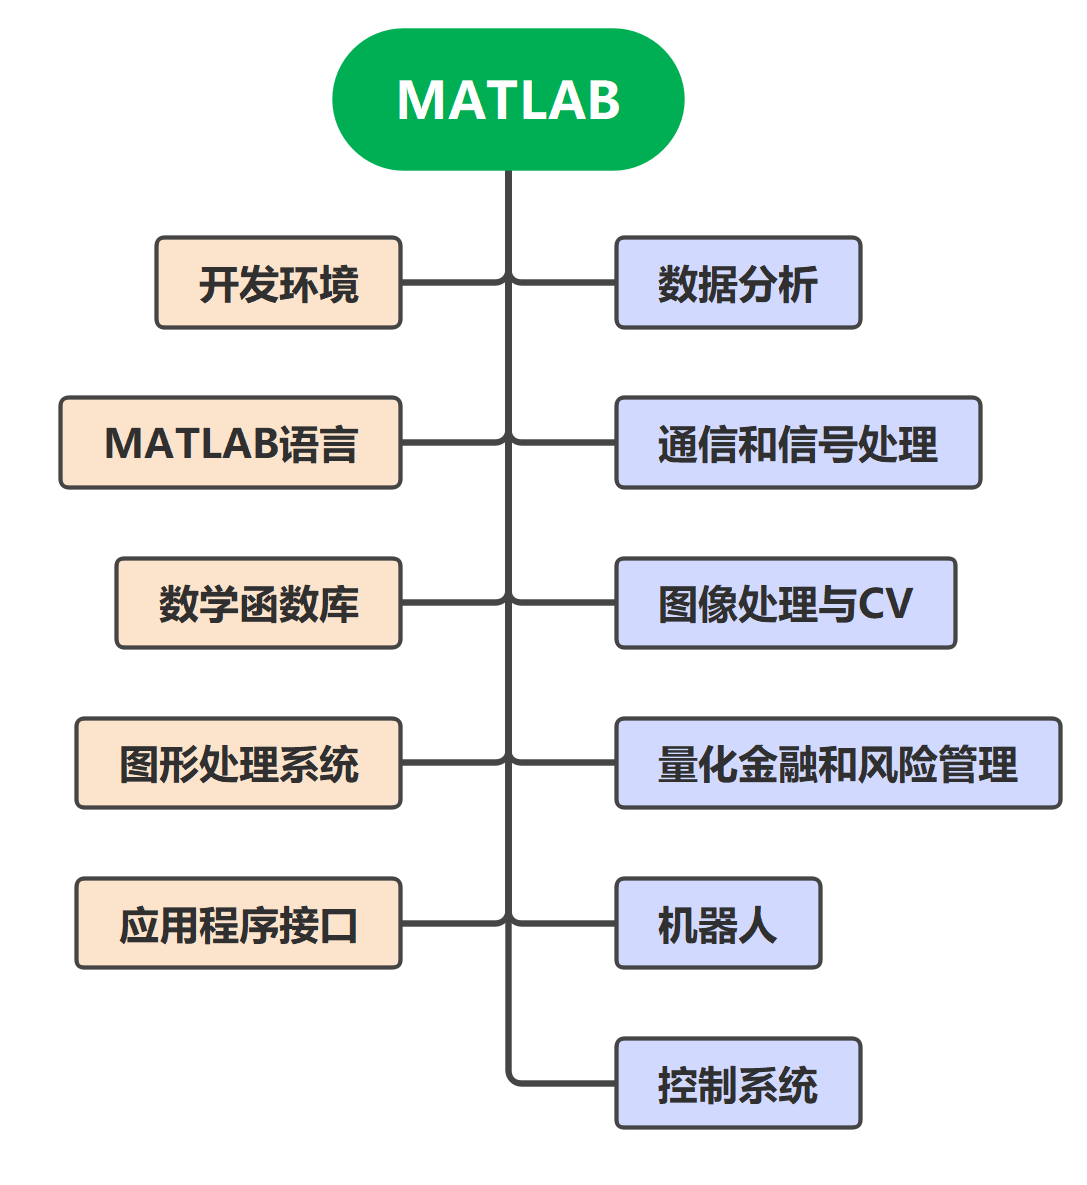 MATLAB
开发环境
数据分析
MATLAB语言
通信和信号处理
数学函数库
图像处理与CV
图形处理系统
量化金融和风险管理
应用程序接口
机器人
控制系统